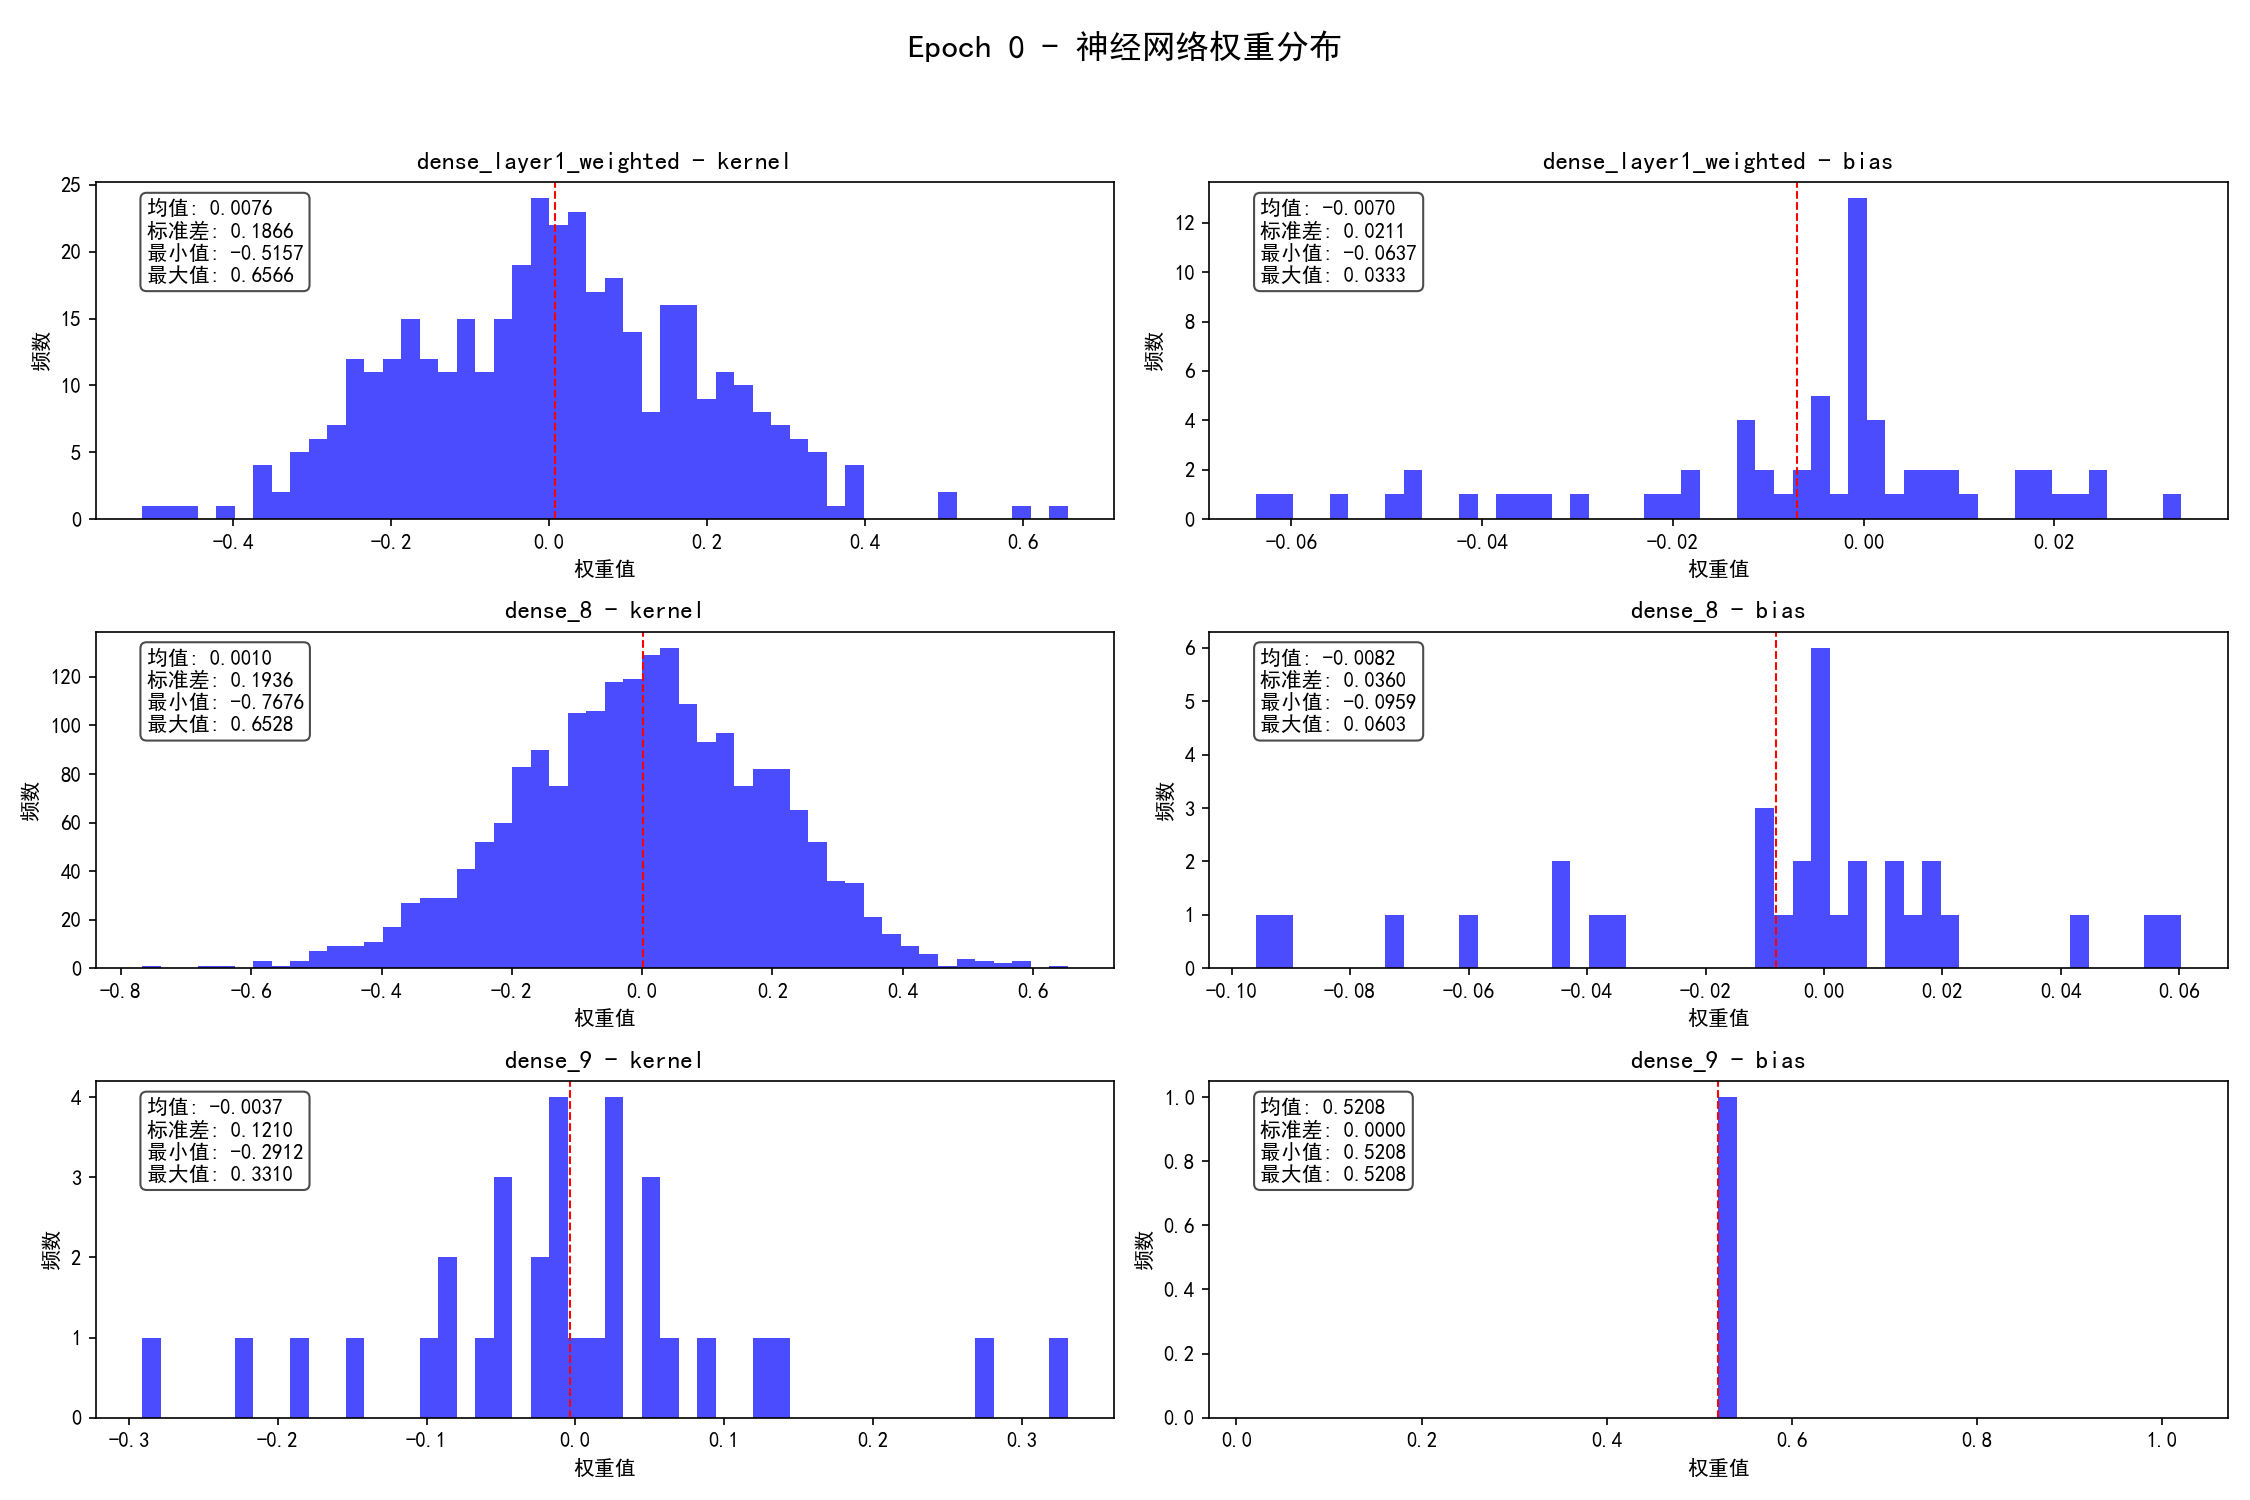 Epoch 0 - 神经网络权重分布
dense_layer1_weighted - kernel
均值: 0.0076
标准差: 0.1866
最小值: -0.5157
最大值: 0.6566
频数
0
5
10
15
20
25
-0.4
-0.2
0.0
0.2
0.4
0.6
权重值
dense_layer1_weighted - bias
均值: -0.0070
标准差: 0.0211
最小值: -0.0637
最大值: 0.0333
频数
0
2
4
6
8
10
12
-0.06
-0.04
-0.02
0.00
0.02
权重值
dense_8 - kernel
均值: 0.0010
标准差: 0.1936
最小值: -0.7676
最大值: 0.6528
频数
0
20
40
60
80
100
120
-0.8
-0.6
-0.4
-0.2
0.0
0.2
0.4
0.6
权重值
dense_8 - bias
均值: -0.0082
标准差: 0.0360
最小值: -0.0959
最大值: 0.0603
频数
0
1
2
3
4
5
6
-0.10
-0.08
-0.06
-0.04
-0.02
0.00
0.02
0.04
0.06
权重值
dense_9 - kernel
均值: -0.0037
标准差: 0.1210
最小值: -0.2912
最大值: 0.3310
频数
0
1
2
3
4
-0.3
-0.2
-0.1
0.0
0.1
0.2
0.3
权重值
dense_9 - bias
均值: 0.5208
标准差: 0.0000
最小值: 0.5208
最大值: 0.5208
频数
0.0
0.2
0.4
0.6
0.8
1.0
0.0
0.2
0.4
0.6
0.8
1.0
权重值